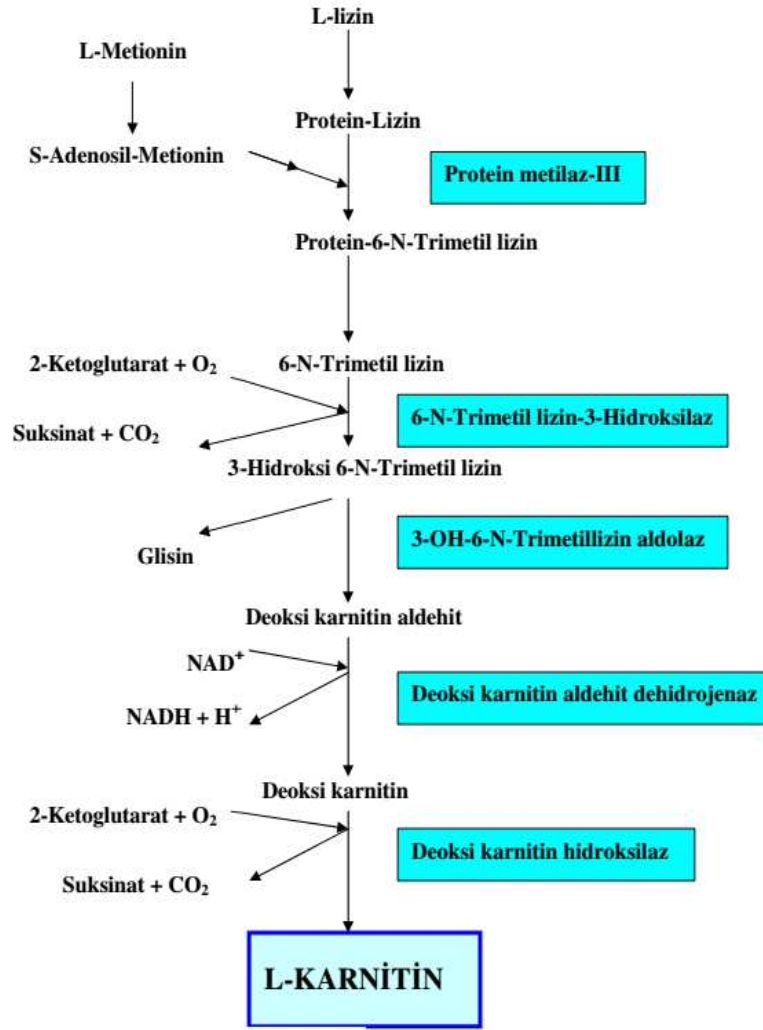 L-lizin
L-Metionin
Protein-Lizin
S-Adenosil-Metionin
Protein metilaz-III
Protein-6-N-Trimetil lizin
2-Ketoglutarat + O₂
6-N-Trimetil lizin
6-N-Trimetil lizin-3-Hidroksilaz
Suksinat + CO₂
3-Hidroksi 6-N-Trimetil lizin
3-OH-6-N-Trimetillizin aldolaz
Glisin
Deoksi karnitin aldehit
NAD⁺
Deoksi karnitin aldehit dehidrojenaz
NADH + H⁺
Deoksi karnitin
2-Ketoglutarat + O₂
Deoksi karnitin hidroksilaz
Suksinat + CO₂
L-KARNİTİN